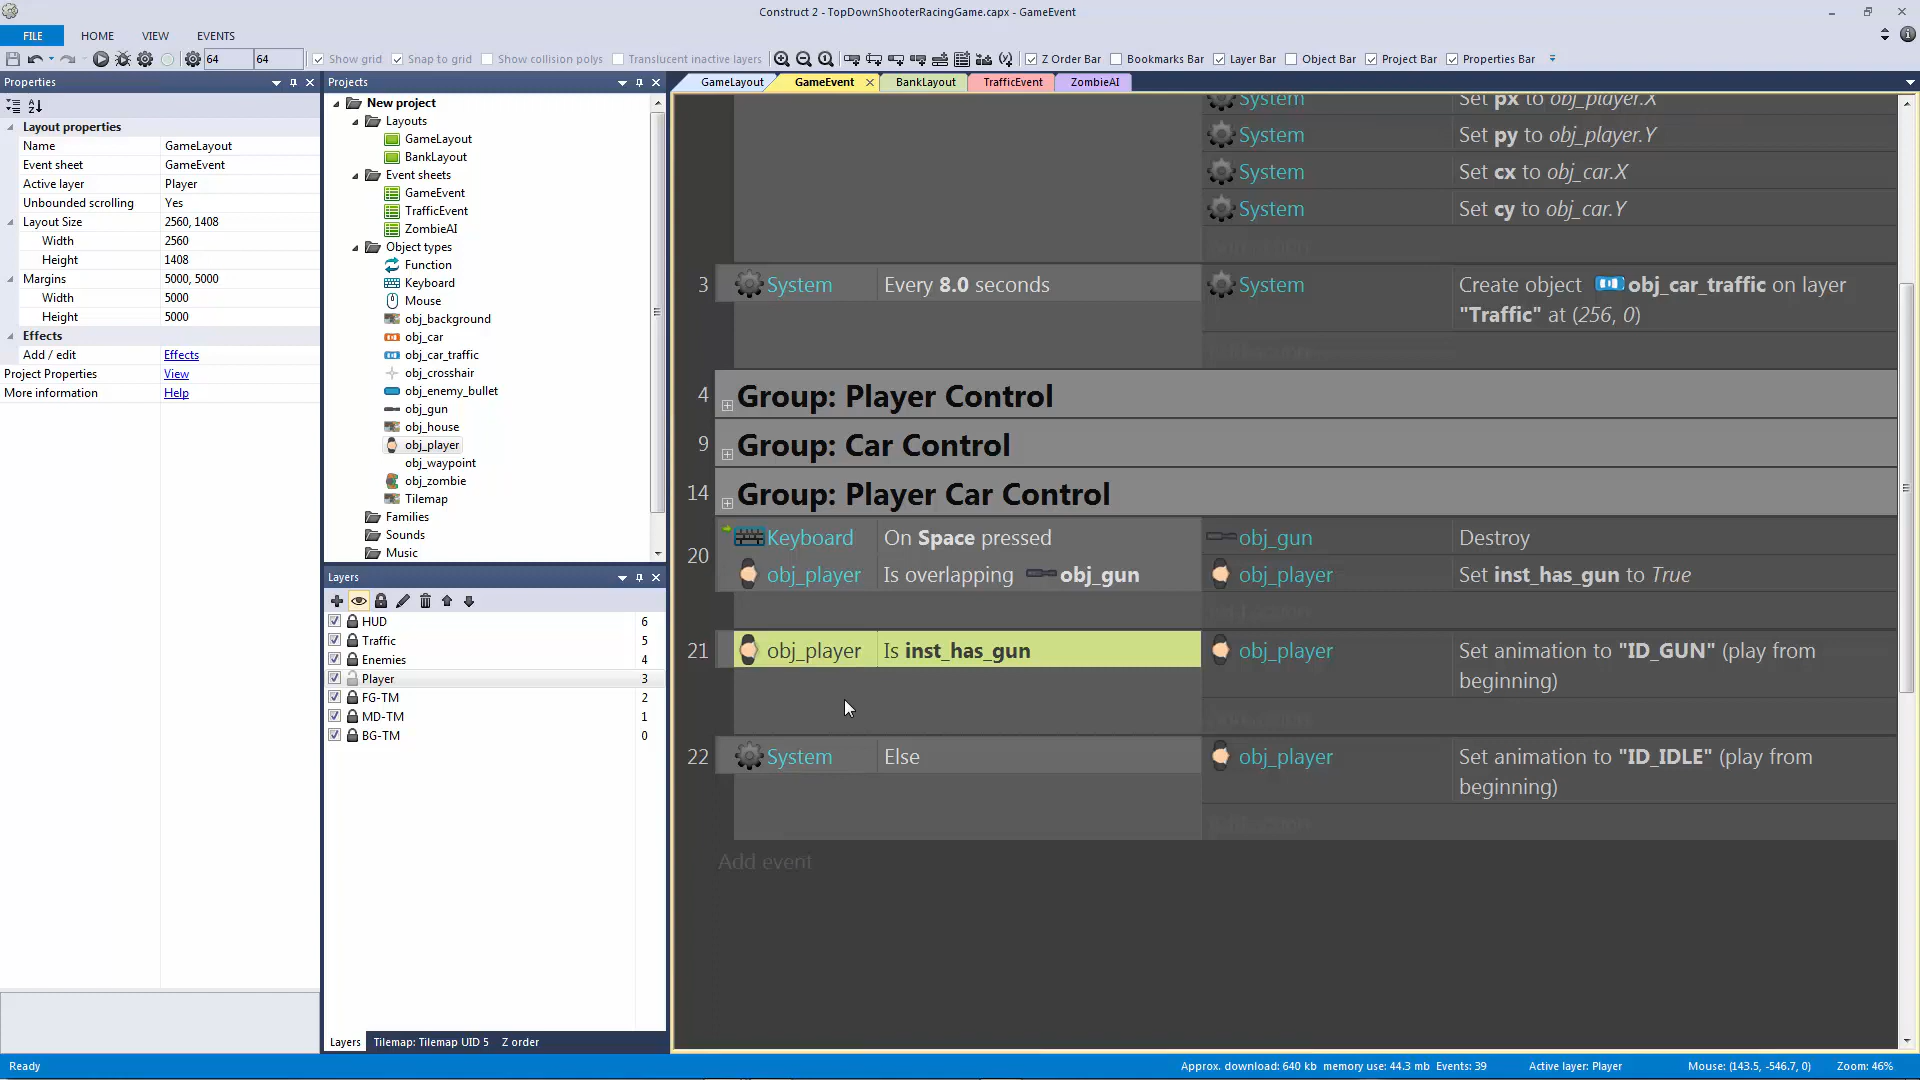 Construct 2 - TopDownShooterRacingGame.capx - GameEvent
FILE HOME VIEW EVENTS
64 64 Show grid Snap to grid Show collision polys Translucent inactive layers Z Order Bar Bookmarks Bar Layer Bar Object Bar Project Bar Properties Bar
Properties
Layout properties
Name GameLayout
Event sheet GameEvent
Active layer Player
Unbounded scrolling Yes
Layout Size 2560, 1408
Width 2560
Height 1408
Margins 5000, 5000
Width 5000
Height 5000
Effects
Add / edit Effects
Project Properties View
More information Help
Projects
New project
Layouts
GameLayout
BankLayout
Event sheets
GameEvent
TrafficEvent
ZombieAI
Object types
Function
Keyboard
Mouse
obj_background
obj_car
obj_car_traffic
obj_crosshair
obj_enemy_bullet
obj_gun
obj_house
obj_player
obj_waypoint
obj_zombie
Tilemap
Families
Sounds
Music
Layers
HUD 6
Traffic 5
Enemies 4
Player 3
FG-TM 2
MD-TM 1
BG-TM 0
Layers Tilemap: Tilemap UID 5 Z order
GameLayout GameEvent BankLayout TrafficEvent ZombieAI
System Set px to obj_player.X
System Set py to obj_player.Y
System Set cx to obj_car.X
System Set cy to obj_car.Y
3 System Every 8.0 seconds System Create object obj_car_traffic on layer
"Traffic" at (256, 0)
4 Group: Player Control
9 Group: Car Control
14 Group: Player Car Control
20 Keyboard On Space pressed obj_gun Destroy
obj_player Is overlapping obj_gun obj_player Set inst_has_gun to True
21 obj_player Is inst_has_gun obj_player Set animation to "ID_GUN" (play from
beginning)
22 System Else obj_player Set animation to "ID_IDLE" (play from
beginning)
Add event
Ready Approx. download: 640 kb memory use: 44.3 mb Events: 39 Active layer: Player Mouse: (143.5, -546.7, 0) Zoom: 46%